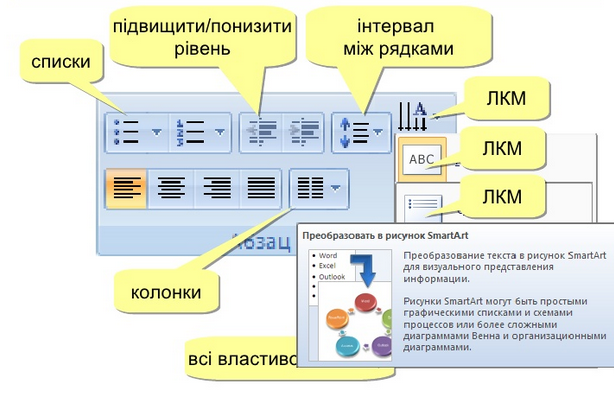 підвищити/понизити
рівень
інтервал
між рядками
списки
ЛКМ
A
ABC
ЛКМ
ЛКМ
Абзац
колонки
Преобразовать в рисунок SmartArt
• Word
• Excel
• Outlook
Преобразование текста в рисунок SmartArt
для визуального представления
информации.
Рисунки SmartArt могут быть простыми
графическими списками и схемами
процессов или более сложными
диаграммами Венна и организационными
диаграммами.
всі